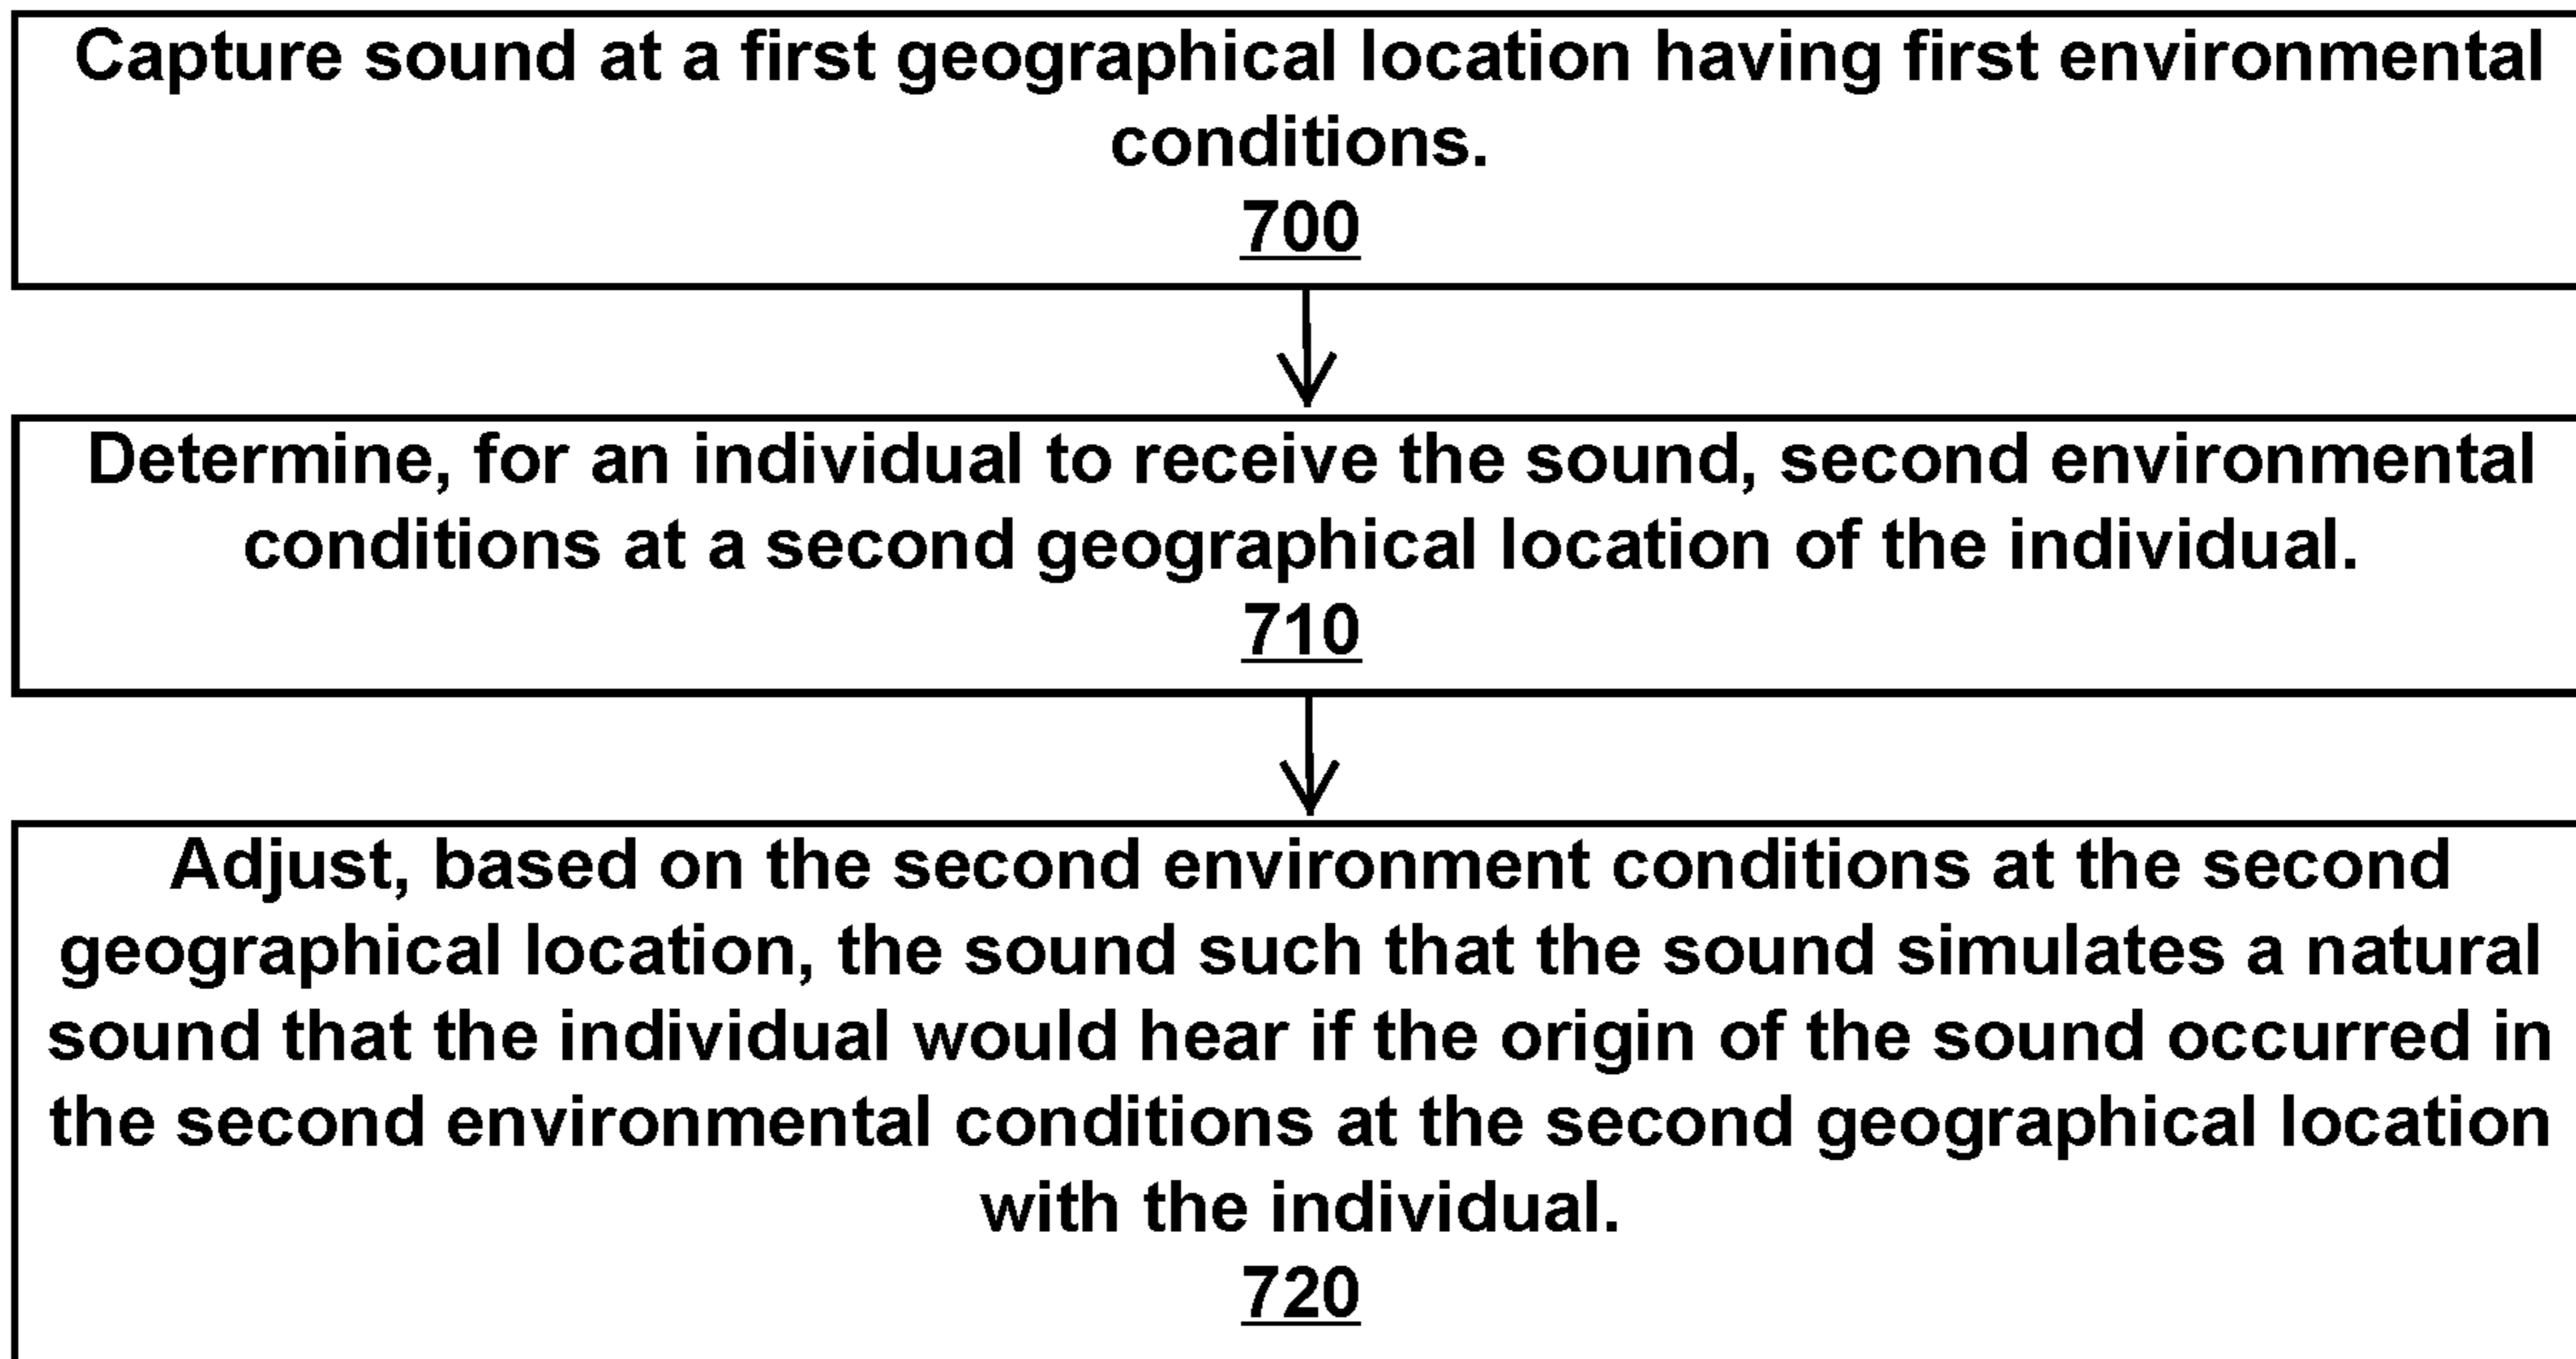 Capture sound at a first geographical location having first environmental
conditions.
700
Determine, for an individual to receive the sound, second environmental
conditions at a second geographical location of the individual.
710
Adjust, based on the second environment conditions at the second
geographical location, the sound such that the sound simulates a natural
sound that the individual would hear if the origin of the sound occurred in
the second environmental conditions at the second geographical location
with the individual.
720